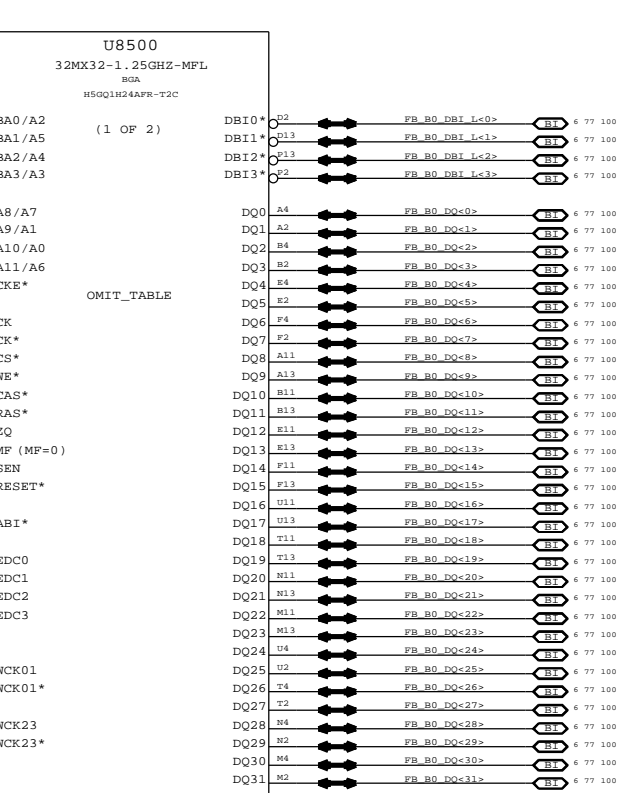 U8500
32MX32-1.25GHZ-MFL
BGA
H5GQ1H24AFR-T2C
BA0/A2 (1 OF 2) DBI0* D2 FB_B0_DBI_L<0> BI 6 77 100
BA1/A5 DBI1* D13 FB_B0_DBI_L<1> BI 6 77 100
BA2/A4 DBI2* P13 FB_B0_DBI_L<2> BI 6 77 100
BA3/A3 DBI3* P2 FB_B0_DBI_L<3> BI 6 77 100
A8/A7 DQ0 A4 FB_B0_DQ<0> BI 6 77 100
A9/A1 DQ1 A2 FB_B0_DQ<1> BI 6 77 100
A10/A0 DQ2 B4 FB_B0_DQ<2> BI 6 77 100
A11/A6 DQ3 B2 FB_B0_DQ<3> BI 6 77 100
CKE* DQ4 E4 FB_B0_DQ<4> BI 6 77 100
OMIT_TABLE DQ5 E2 FB_B0_DQ<5> BI 6 77 100
CK DQ6 F4 FB_B0_DQ<6> BI 6 77 100
CK* DQ7 F2 FB_B0_DQ<7> BI 6 77 100
CS* DQ8 A11 FB_B0_DQ<8> BI 6 77 100
WE* DQ9 A13 FB_B0_DQ<9> BI 6 77 100
CAS* DQ10 B11 FB_B0_DQ<10> BI 6 77 100
RAS* DQ11 B13 FB_B0_DQ<11> BI 6 77 100
ZQ DQ12 E11 FB_B0_DQ<12> BI 6 77 100
MF (MF=0) DQ13 E13 FB_B0_DQ<13> BI 6 77 100
SEN DQ14 F11 FB_B0_DQ<14> BI 6 77 100
RESET* DQ15 F13 FB_B0_DQ<15> BI 6 77 100
DQ16 U11 FB_B0_DQ<16> BI 6 77 100
ABI* DQ17 U13 FB_B0_DQ<17> BI 6 77 100
DQ18 T11 FB_B0_DQ<18> BI 6 77 100
EDC0 DQ19 T13 FB_B0_DQ<19> BI 6 77 100
EDC1 DQ20 N11 FB_B0_DQ<20> BI 6 77 100
EDC2 DQ21 N13 FB_B0_DQ<21> BI 6 77 100
EDC3 DQ22 M11 FB_B0_DQ<22> BI 6 77 100
DQ23 M13 FB_B0_DQ<23> BI 6 77 100
DQ24 U4 FB_B0_DQ<24> BI 6 77 100
WCK01 DQ25 U2 FB_B0_DQ<25> BI 6 77 100
WCK01* DQ26 T4 FB_B0_DQ<26> BI 6 77 100
DQ27 T2 FB_B0_DQ<27> BI 6 77 100
WCK23 DQ28 N4 FB_B0_DQ<28> BI 6 77 100
WCK23* DQ29 N2 FB_B0_DQ<29> BI 6 77 100
DQ30 M4 FB_B0_DQ<30> BI 6 77 100
DQ31 M2 FB_B0_DQ<31> BI 6 77 100